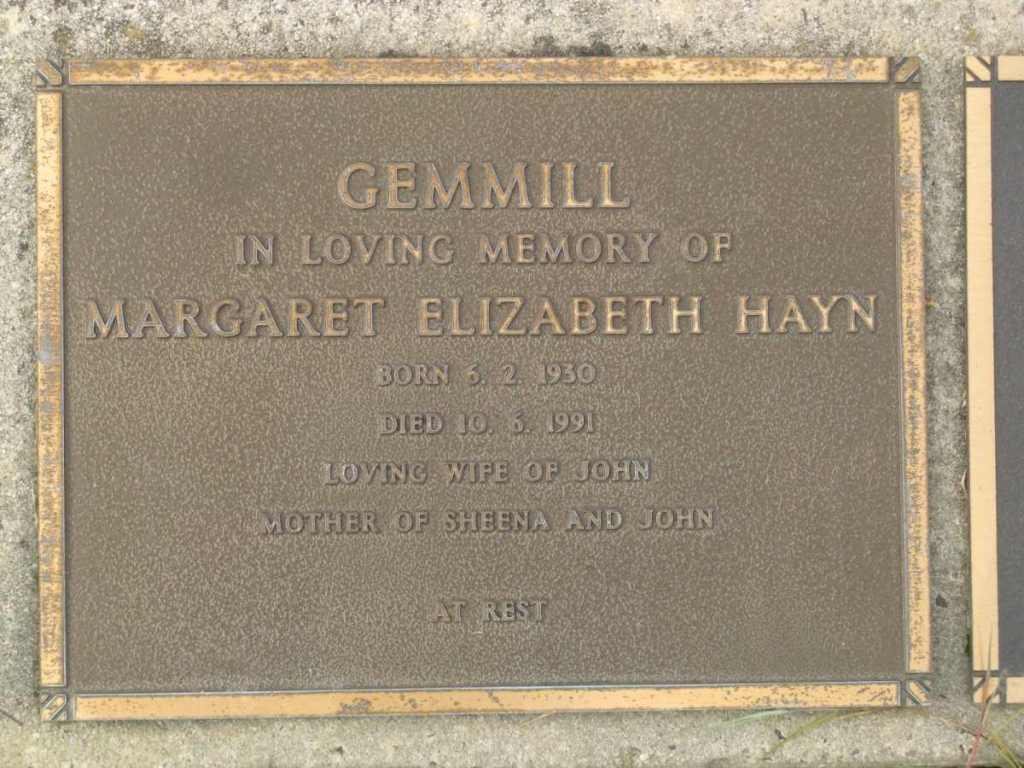 GEMMILL
IN LOVING MEMORY OF
MARGARET ELIZABETH HAYN
BORN 6. 2. 1930
DIED 10. 6. 1991
LOVING WIFE OF JOHN
MOTHER OF SHEENA AND JOHN
AT REST